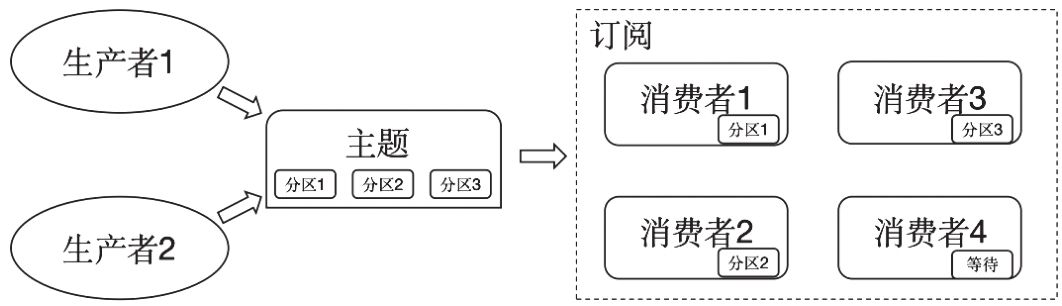 生产者1
生产者2
主题
分区1
分区2
分区3
订阅
消费者1
分区1
消费者3
分区3
消费者2
分区2
消费者4
等待